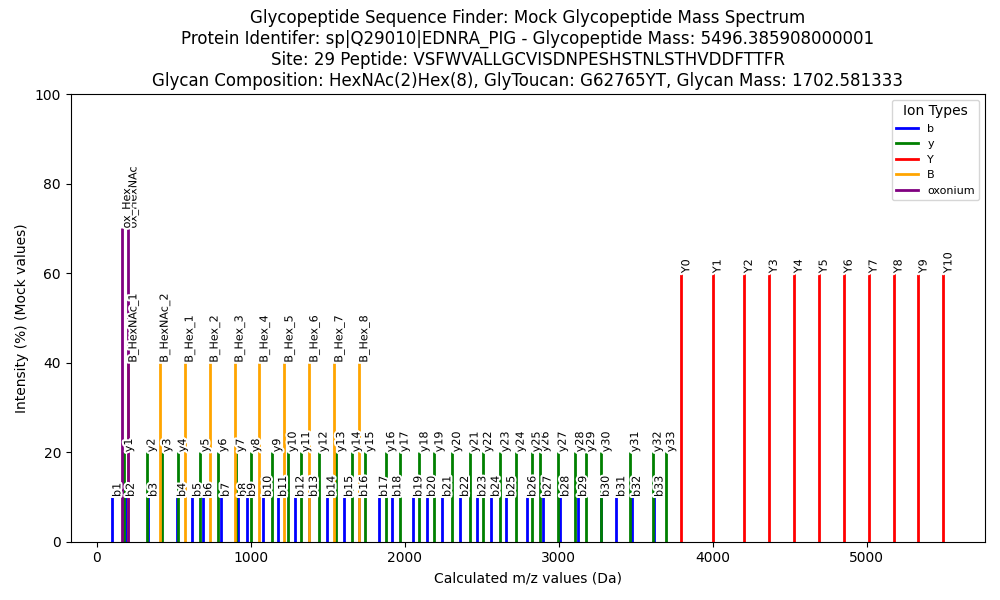 Glycopeptide Sequence Finder: Mock Glycopeptide Mass Spectrum
Protein Identifer: sp|Q29010|EDNRA_PIG - Glycopeptide Mass: 5496.385908000001
Site: 29 Peptide: VSFWVALLGCVISDNPESHSTNLSTHVDDFTTFR
Glycan Composition: HexNAc(2)Hex(8), GlyToucan: G62765YT, Glycan Mass: 1702.581333
Intensity (%) (Mock values)
100
80
60
40
20
0
Ion Types
b
y
Y
B
oxonium
ox_Hex
ox_HexNAc
B_HexNAc_1
B_HexNAc_2
B_Hex_1
B_Hex_2
B_Hex_3
B_Hex_4
B_Hex_5
B_Hex_6
B_Hex_7
B_Hex_8
Y0
Y1
Y2
Y3
Y4
Y5
Y6
Y7
Y8
Y9
Y10
y1
y2
y3
y4
y5
y6
y7
y8
y9
y10
y11
y12
y13
y14
y15
y16
y17
y18
y19
y20
y21
y22
y23
y24
y25
y26
y27
y28
y29
y30
y31
y32
y33
b1
b2
b3
b4
b5
b6
b7
b8
b9
b10
b11
b12
b13
b14
b15
b16
b17
b18
b19
b20
b21
b22
b23
b24
b25
b26
b27
b28
b29
b30
b31
b32
b33
0
1000
2000
3000
4000
5000
Calculated m/z values (Da)